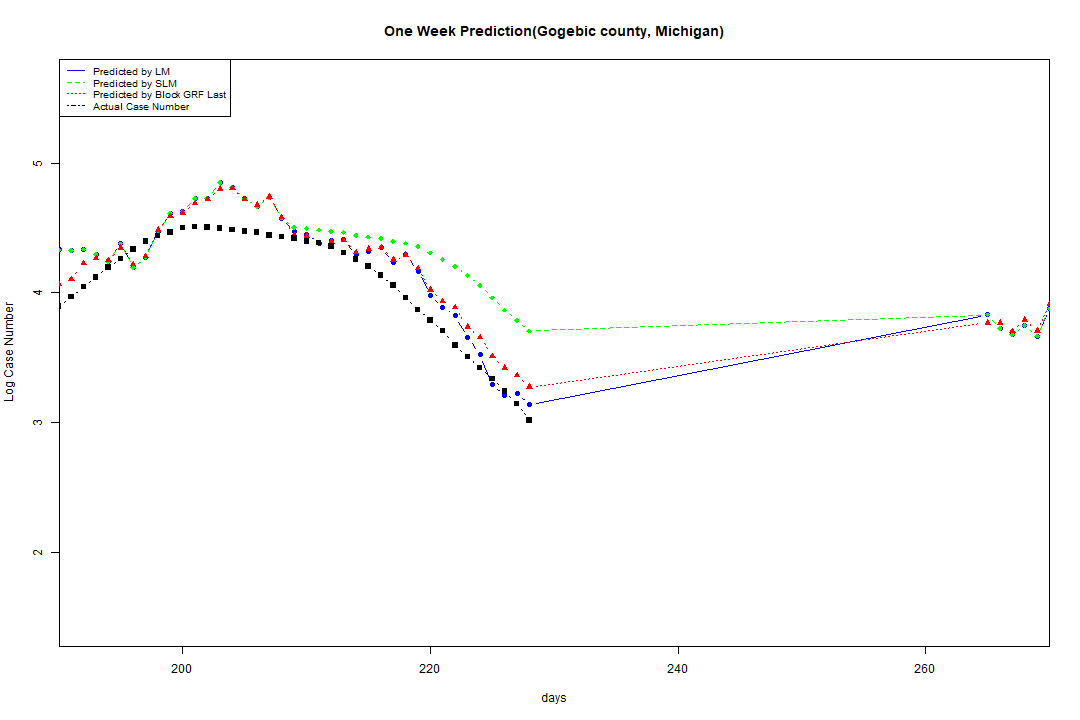 One Week Prediction(Gogebic county, Michigan)
Predicted by LM
Predicted by SLM
Predicted by Block GRF Last
Actual Case Number
5
4
3
2
Log Case Number
200 220 240 260
days